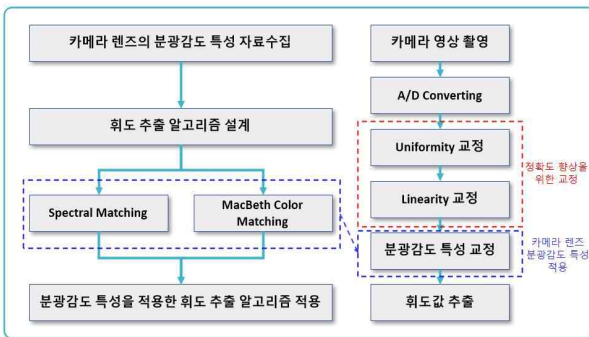 카메라 렌즈의 분광감도 특성 자료수집
휘도 추출 알고리즘 설계
Spectral Matching
MacBeth Color
Matching
분광감도 특성을 적용한 휘도 추출 알고리즘 적용
카메라 영상 촬영
A/D Converting
Uniformity 교정
Linearity 교정
정확도 향상을
위한 교정
분광감도 특성 교정
카메라 렌즈
분광감도 특성
적용
휘도값 추출